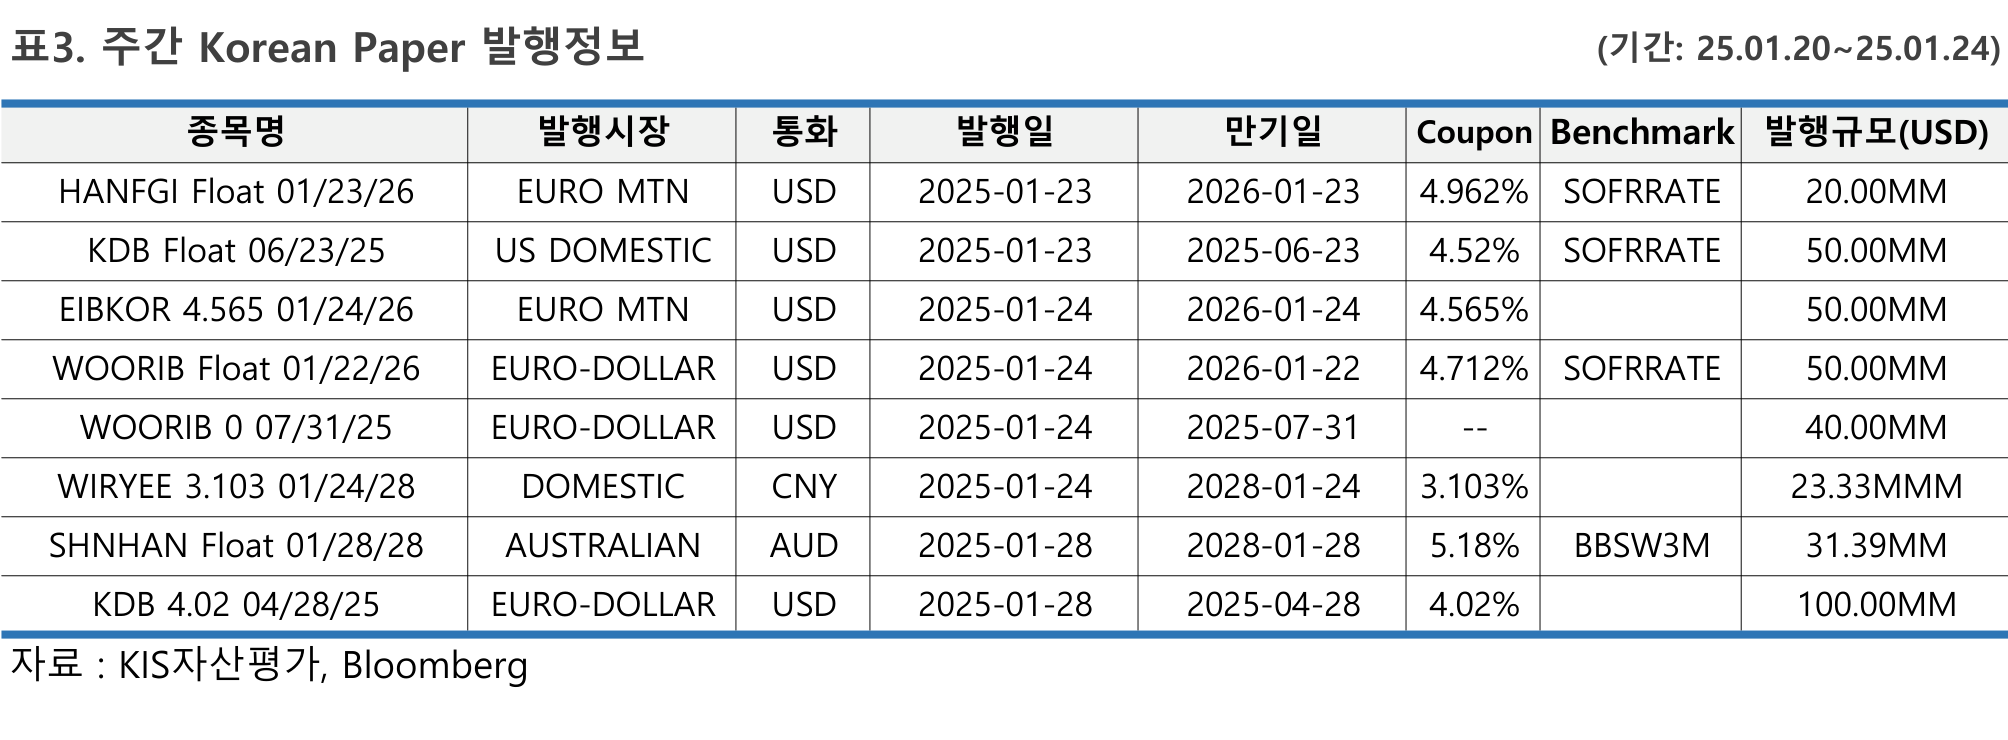 표3. 주간 Korean Paper 발행정보 (기간: 25.01.20~25.01.24)
종목명 발행시장 통화 발행일 만기일 Coupon Benchmark 발행규모(USD)
HANFGI Float 01/23/26 EURO MTN USD 2025-01-23 2026-01-23 4.962% SOFRRATE 20.00MM
KDB Float 06/23/25 US DOMESTIC USD 2025-01-23 2025-06-23 4.52% SOFRRATE 50.00MM
EIBKOR 4.565 01/24/26 EURO MTN USD 2025-01-24 2026-01-24 4.565% 50.00MM
WOORIB Float 01/22/26 EURO-DOLLAR USD 2025-01-24 2026-01-22 4.712% SOFRRATE 50.00MM
WOORIB 0 07/31/25 EURO-DOLLAR USD 2025-01-24 2025-07-31 -- 40.00MM
WIRYEE 3.103 01/24/28 DOMESTIC CNY 2025-01-24 2028-01-24 3.103% 23.33MMM
SHNHAN Float 01/28/28 AUSTRALIAN AUD 2025-01-28 2028-01-28 5.18% BBSW3M 31.39MM
KDB 4.02 04/28/25 EURO-DOLLAR USD 2025-01-28 2025-04-28 4.02% 100.00MM
자료 : KIS자산평가, Bloomberg